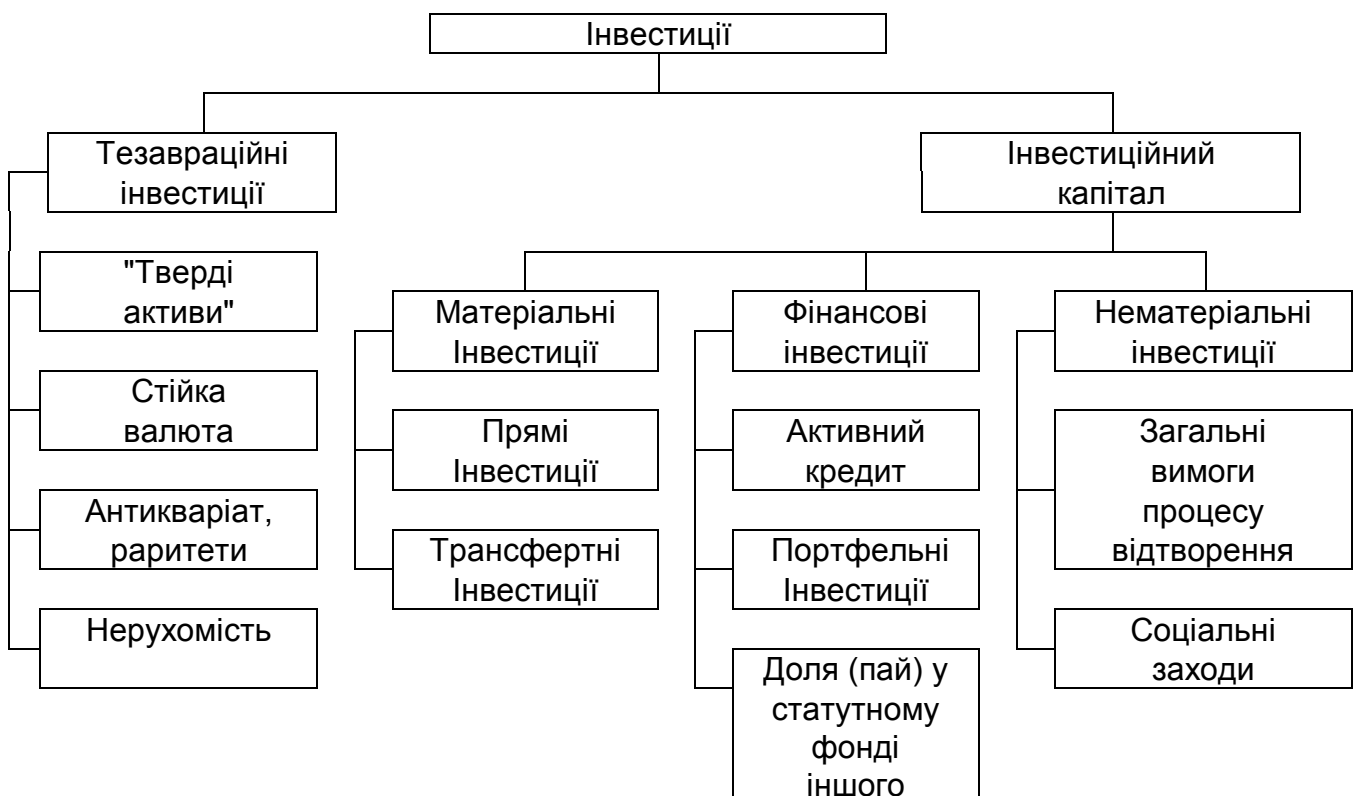 Інвестиції
Тезавраційні
інвестиції
Інвестиційний
капітал
"Тверді
активи"
Стійка
валюта
Антикваріат,
раритети
Нерухомість
Матеріальні
Інвестиції
Прямі
Інвестиції
Трансфертні
Інвестиції
Фінансові
інвестиції
Активний
кредит
Портфельні
Інвестиції
Доля (пай) у
статутному
фонді
іншого
Нематеріальні
інвестиції
Загальні
вимоги
процесу
відтворення
Соціальні
заходи